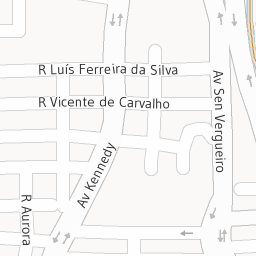 R Luís Ferreira da Silva
R Vicente de Carvalho
Av Sen Vergueiro
Av Kennedy
R Aurora